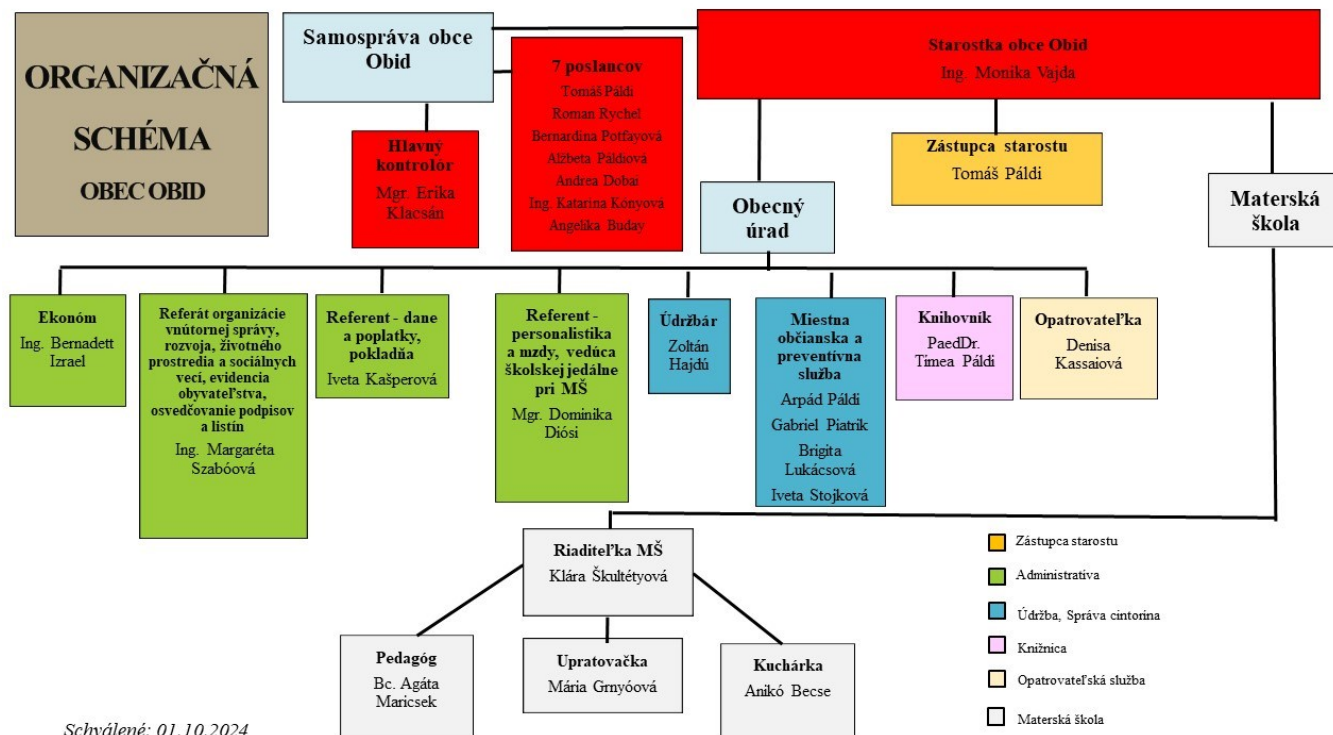 ORGANIZAČNÁ
SCHÉMA
OBEC OBID
Samospráva obce
Obid
7 poslancov
Tomáš Páldi
Roman Rychel
Bernardina Potfayová
Alžbeta Páldiová
Andrea Dobai
Ing. Katarina Kónyová
Angelika Buday
Starostka obce Obid
Ing. Monika Vajda
Hlavný
kontrolór
Mgr. Erika
Klacsán
Zástupca starostu
Tomáš Páldi
Obecný
úrad
Materská
škola
Ekonóm
Ing. Bernadett
Izrael
Referát organizácie
vnútornej správy,
rozvoja, životného
prostredia a sociálnych
vecí, evidencia
obyvateľstva,
osvedčovanie podpisov
a listín
Ing. Margaréta
Szabóová
Referent - dane
a poplatky,
pokladňa
Iveta Kašperová
Referent -
personalistika
a mzdy, vedúca
školskej jedálne
pri MŠ
Mgr. Dominika
Diósi
Údržbár
Zoltán
Hajdú
Miestna
občianska a
preventívna
služba
Arpád Páldi
Gabriel Piatrik
Brigita
Lukácsová
Iveta Stojková
Knihovník
PaedDr.
Tímea Páldi
Opatrovateľka
Denisa
Kassaiová
Riaditeľka MŠ
Klára Škultétyová
Pedagóg
Bc. Agáta
Maricsek
Upratovačka
Mária Grnyóová
Kuchárka
Anikó Becse
Zástupca starostu
Administratíva
Údržba, Správa cintorina
Knižnica
Opatrovateľská služba
Materská škola
Schválené: 01.10.2024